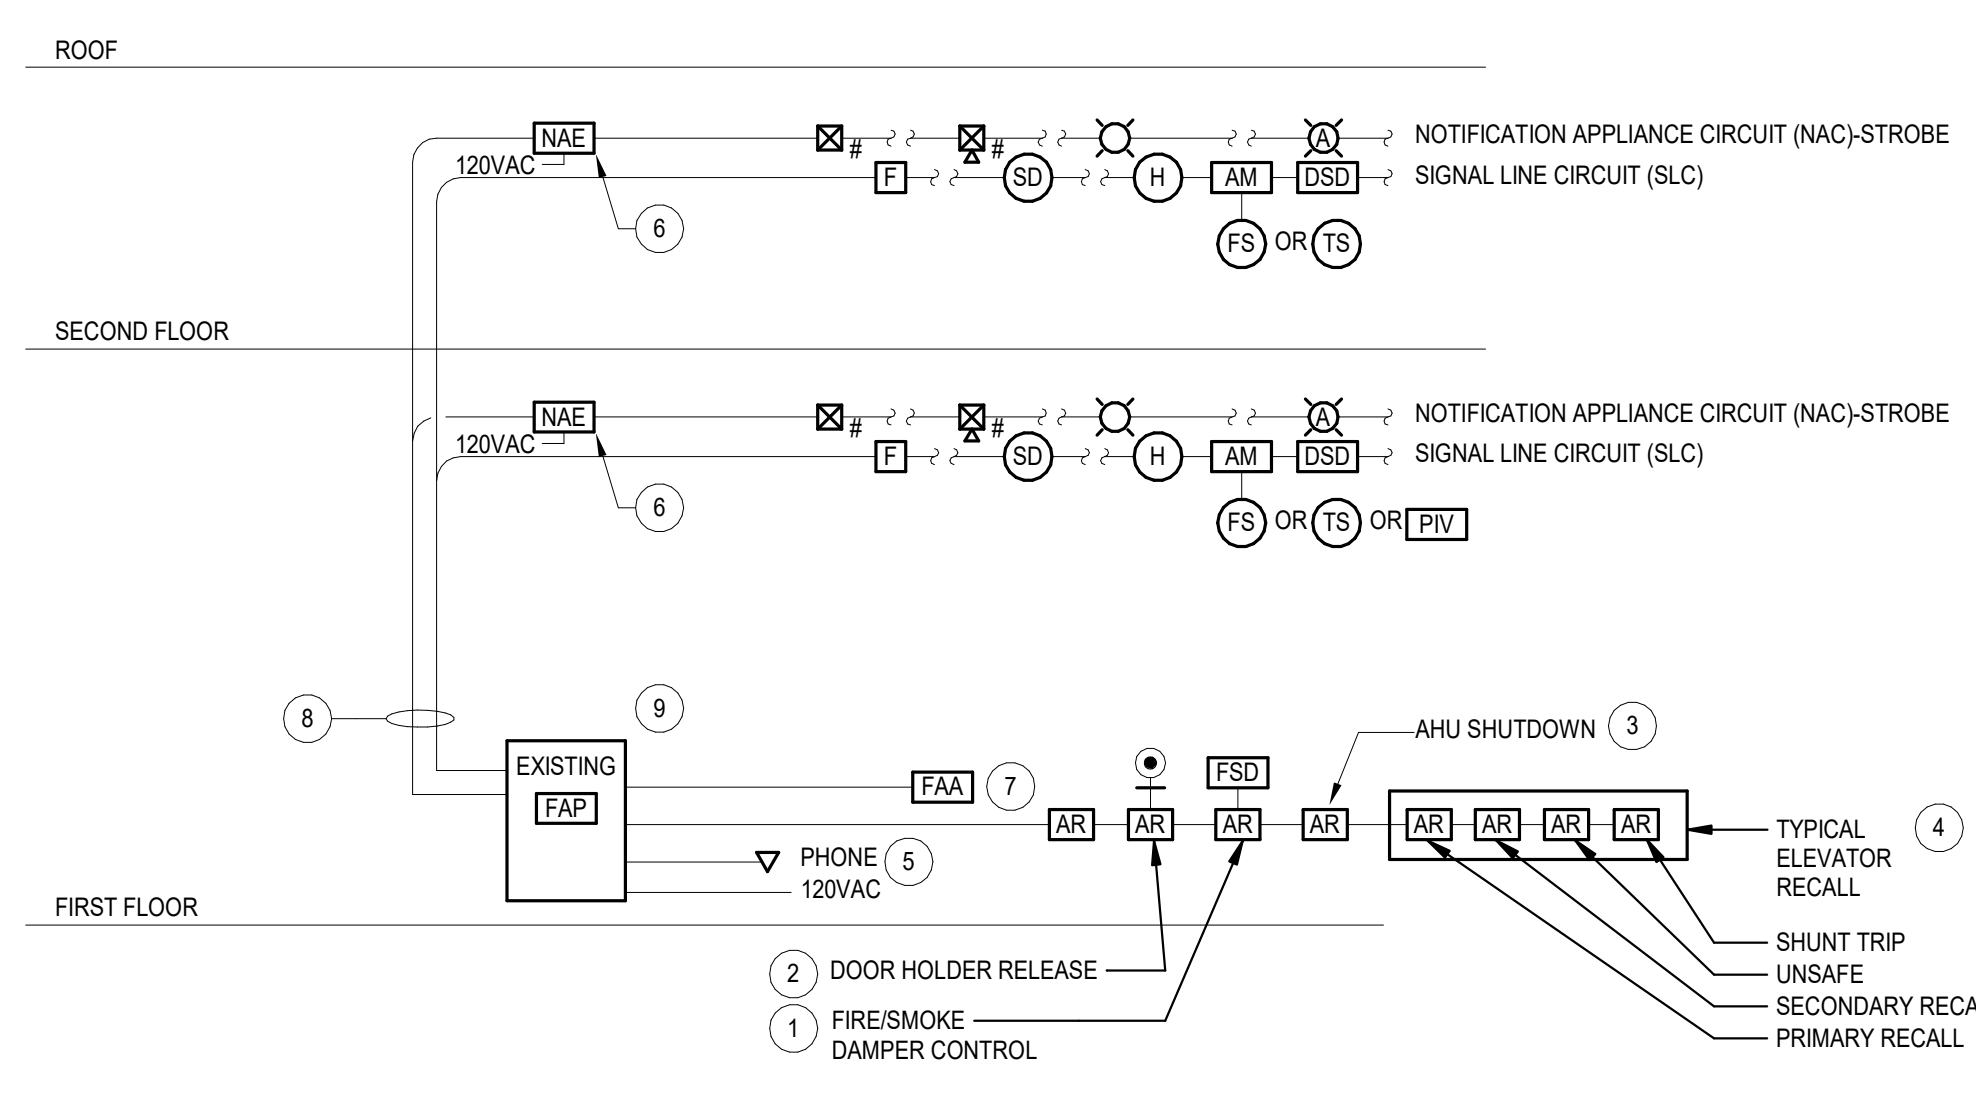 ROOF
NAE
120VAC
#
#
A
NOTIFICATION APPLIANCE CIRCUIT (NAC)-STROBE
F
SD
H
AM
DSD
SIGNAL LINE CIRCUIT (SLC)
6
FS OR TS
SECOND FLOOR
NAE
120VAC
#
#
A
NOTIFICATION APPLIANCE CIRCUIT (NAC)-STROBE
F
SD
H
AM
DSD
SIGNAL LINE CIRCUIT (SLC)
6
FS OR TS OR PIV
8
9
EXISTING
FAP
FAA 7
AHU SHUTDOWN 3
FSD
AR AR AR AR AR AR AR AR
TYPICAL
ELEVATOR
RECALL
4
PHONE 5
120VAC
FIRST FLOOR
SHUNT TRIP
UNSAFE
SECONDARY
PRIMARY RECALL
2 DOOR HOLDER RELEASE
1 FIRE/SMOKE
DAMPER CONTROL